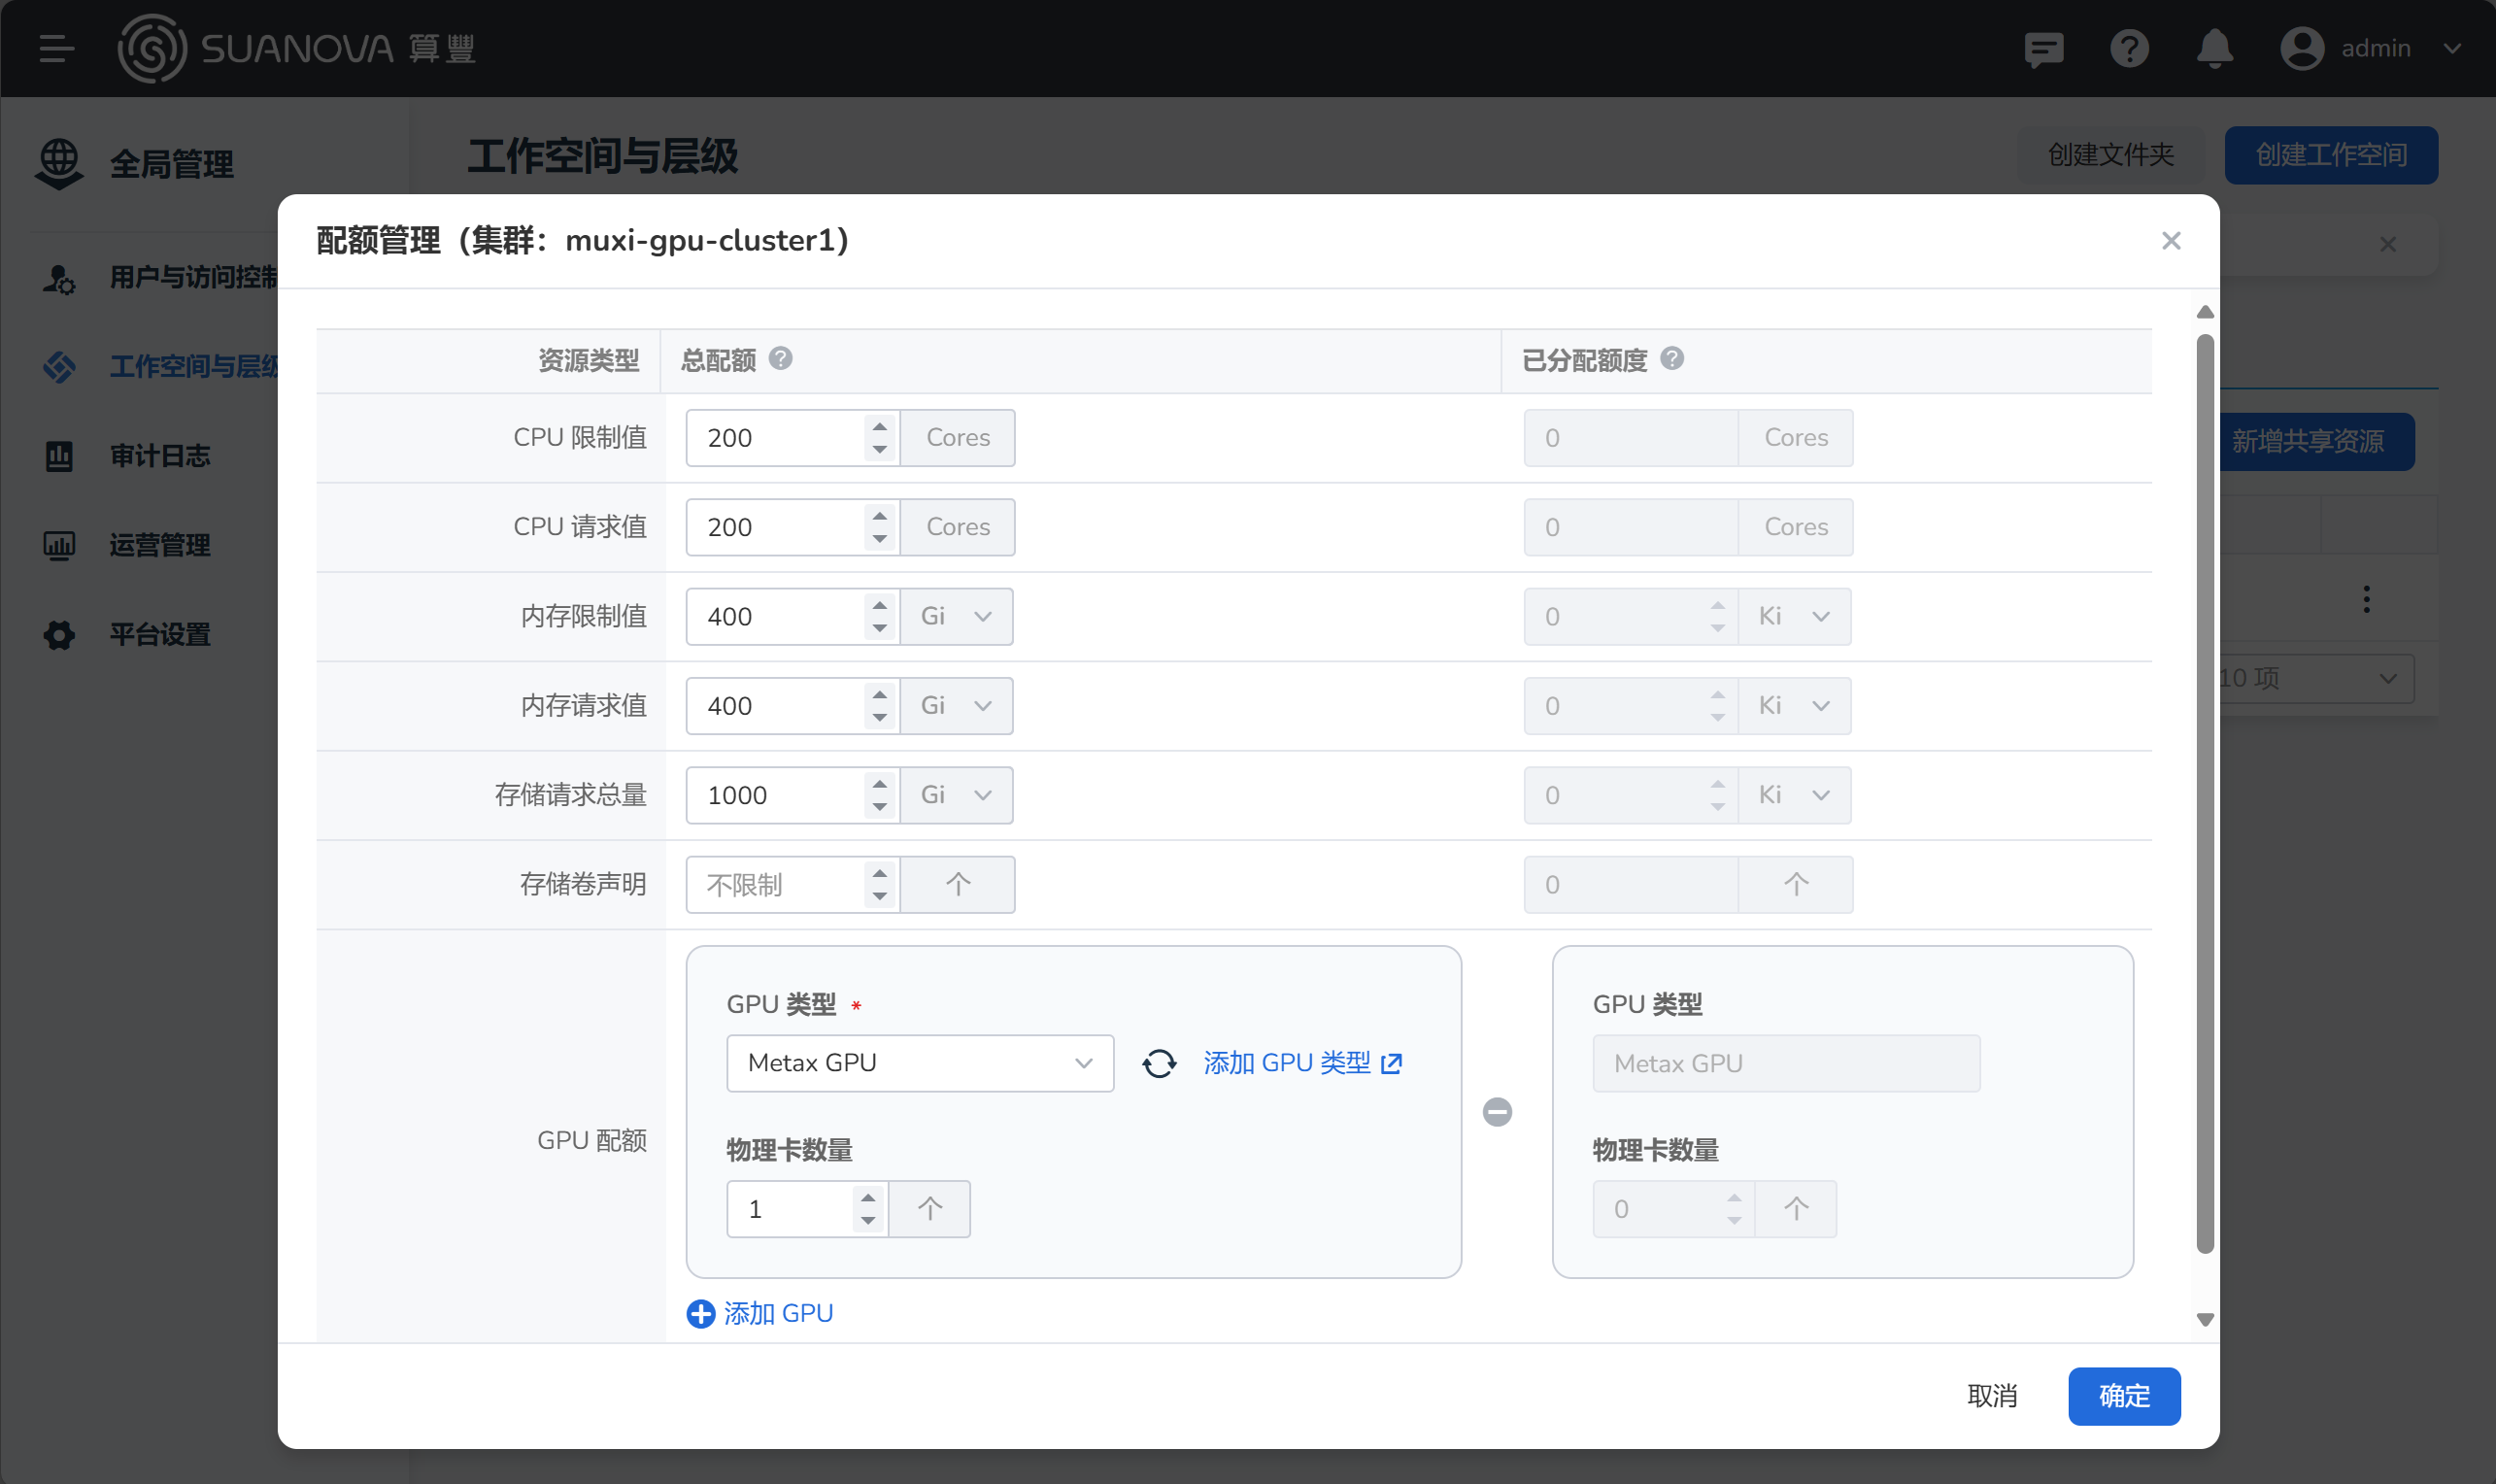 SUANOVA 算豐
admin
全局管理
用户与访问控制
工作空间与层级
审计日志
运营管理
平台设置
工作空间与层级
创建文件夹
创建工作空间
新增共享资源
10 项
配额管理（集群：muxi-gpu-cluster1）
资源类型 总配额 已分配额度
CPU 限制值 200 Cores 0 Cores
CPU 请求值 200 Cores 0 Cores
内存限制值 400 Gi 0 Ki
内存请求值 400 Gi 0 Ki
存储请求总量 1000 Gi 0 Ki
存储卷声明 不限制 个 0 个
GPU 配额
GPU 类型 *
Metax GPU 添加 GPU 类型
物理卡数量
1 个
GPU 类型
Metax GPU
物理卡数量
0 个
添加 GPU
取消 确定